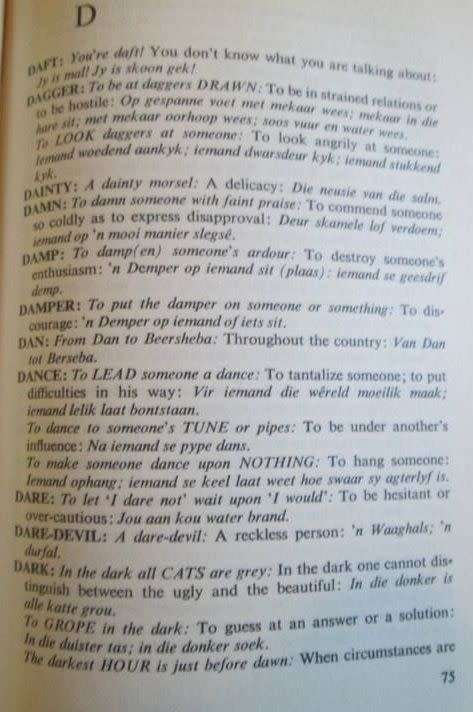 D
DAFT: You're daft! You don't know what you are talking about:
Jy is mal! Jy is skoon gek!
DAGGER: To be at daggers DRAWN: To be in strained relations or
to be hostile: Op gespanne voet met mekaar wees; mekaar in die
hare sit; met mekaar oorhoop wees; soos vuur en water wees.
To LOOK daggers at someone: To look angrily at someone:
Iemand woedend aankyk; iemand dwarsdeur kyk; iemand stukkend
kyk.
DAINTY: A dainty morsel: A delicacy: Die neusie van die salm.
DAMN: To damn someone with faint praise: To commend someone
so coldly as to express disapproval: Deur skamele lof verdoem;
iemand op 'n mooi manier slegsê.
DAMP: To damp(en) someone's ardour: To destroy someone's
enthusiasm: 'n Demper op iemand sit (plaas): iemand se geesdrif
demp.
DAMPER: To put the damper on someone or something: To dis-
courage: 'n Demper op iemand of iets sit.
DAN: From Dan to Beersheba: Throughout the country: Van Dan
tot Berseba.
DANCE: To LEAD someone a dance: To tantalize someone; to put
difficulties in his way: Vir iemand die wêreld moeilik maak;
iemand lelik laat bontstaan.
To dance to someone's TUNE or pipes: To be under another's
influence: Na iemand se pype dans.
To make someone dance upon NOTHING: To hang someone:
Iemand ophang; iemand se keel laat weet hoe swaar sy agterlyf is.
DARE: To let 'I dare not' wait upon 'I would': To be hesitant or
over-cautious: Jou aan kou water brand.
DARE-DEVIL: A dare-devil: A reckless person: 'n Waaghals; 'n
durfal.
DARK: In the dark all CATS are grey: In the dark one cannot dis-
tinguish between the ugly and the beautiful: In die donker is
alle katte grou.
To GROPE in the dark: To guess at an answer or a solution:
In die duister tas; in die donker soek.
The darkest HOUR is just before dawn: When circumstances are
75